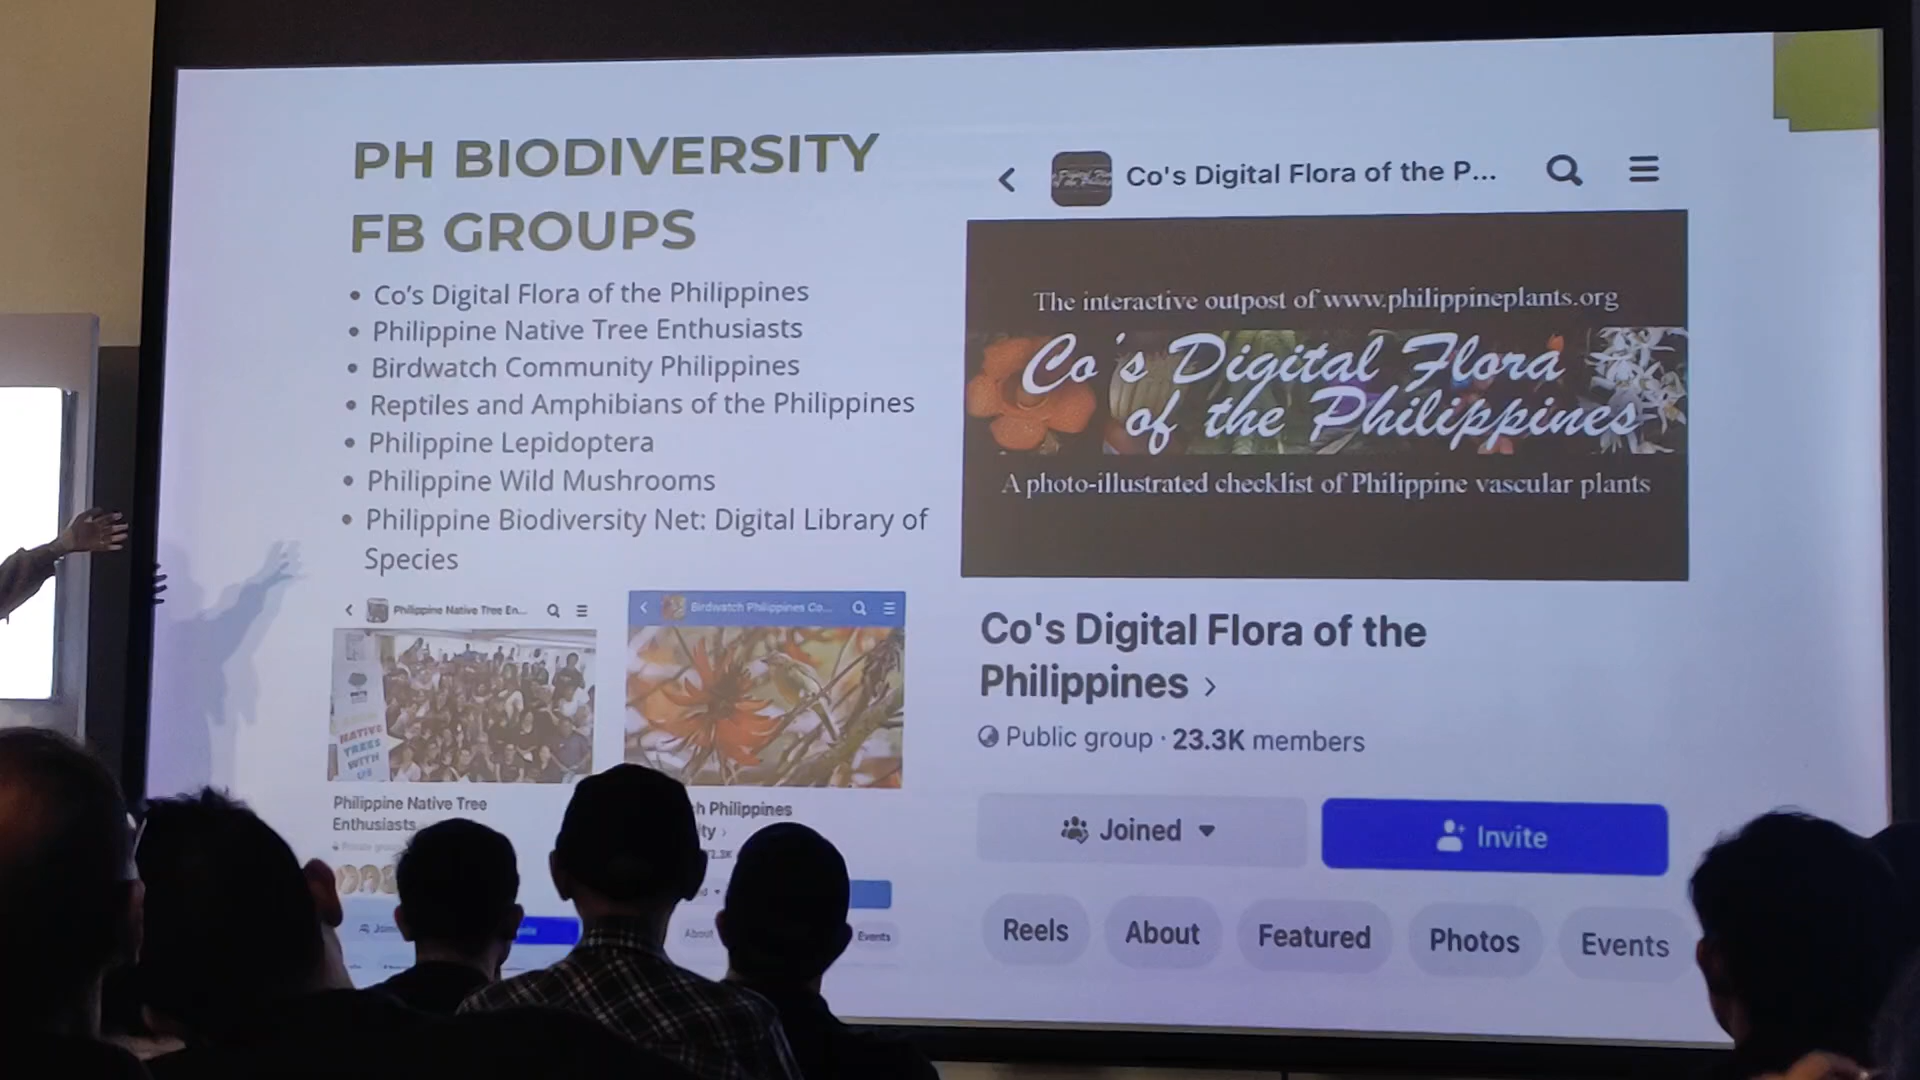 PH BIODIVERSITY
FB GROUPS
• Co's Digital Flora of the Philippines
• Philippine Native Tree Enthusiasts
• Birdwatch Community Philippines
• Reptiles and Amphibians of the Philippines
• Philippine Lepidoptera
• Philippine Wild Mushrooms
• Philippine Biodiversity Net: Digital Library of
Species
Philippine Native Tree En...
NATIVE
TREES
WITH
US
Philippine Native Tree
Enthusiasts
Private group
Birdwatch Philippines Co...
h Philippines
ity ›
About
Events
Co's Digital Flora of the P...
The interactive outpost of www.philippineplants.org
Co's Digital Flora
of the Philippines
A photo-illustrated checklist of Philippine vascular plants
Co's Digital Flora of the
Philippines ›
Public group · 23.3K members
Joined
Invite
Reels
About
Featured
Photos
Events